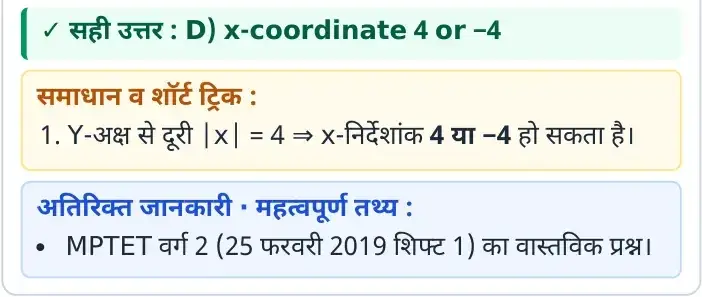 ✓ सही उत्तर : D) x-coordinate 4 or −4
समाधान व शॉर्ट ट्रिक :
1. Y-अक्ष से दूरी |x| = 4 ⇒ x-निर्देशांक 4 या −4 हो सकता है।
अतिरिक्त जानकारी · महत्वपूर्ण तथ्य :
• MPTET वर्ग 2 (25 फरवरी 2019 शिफ्ट 1) का वास्तविक प्रश्न।